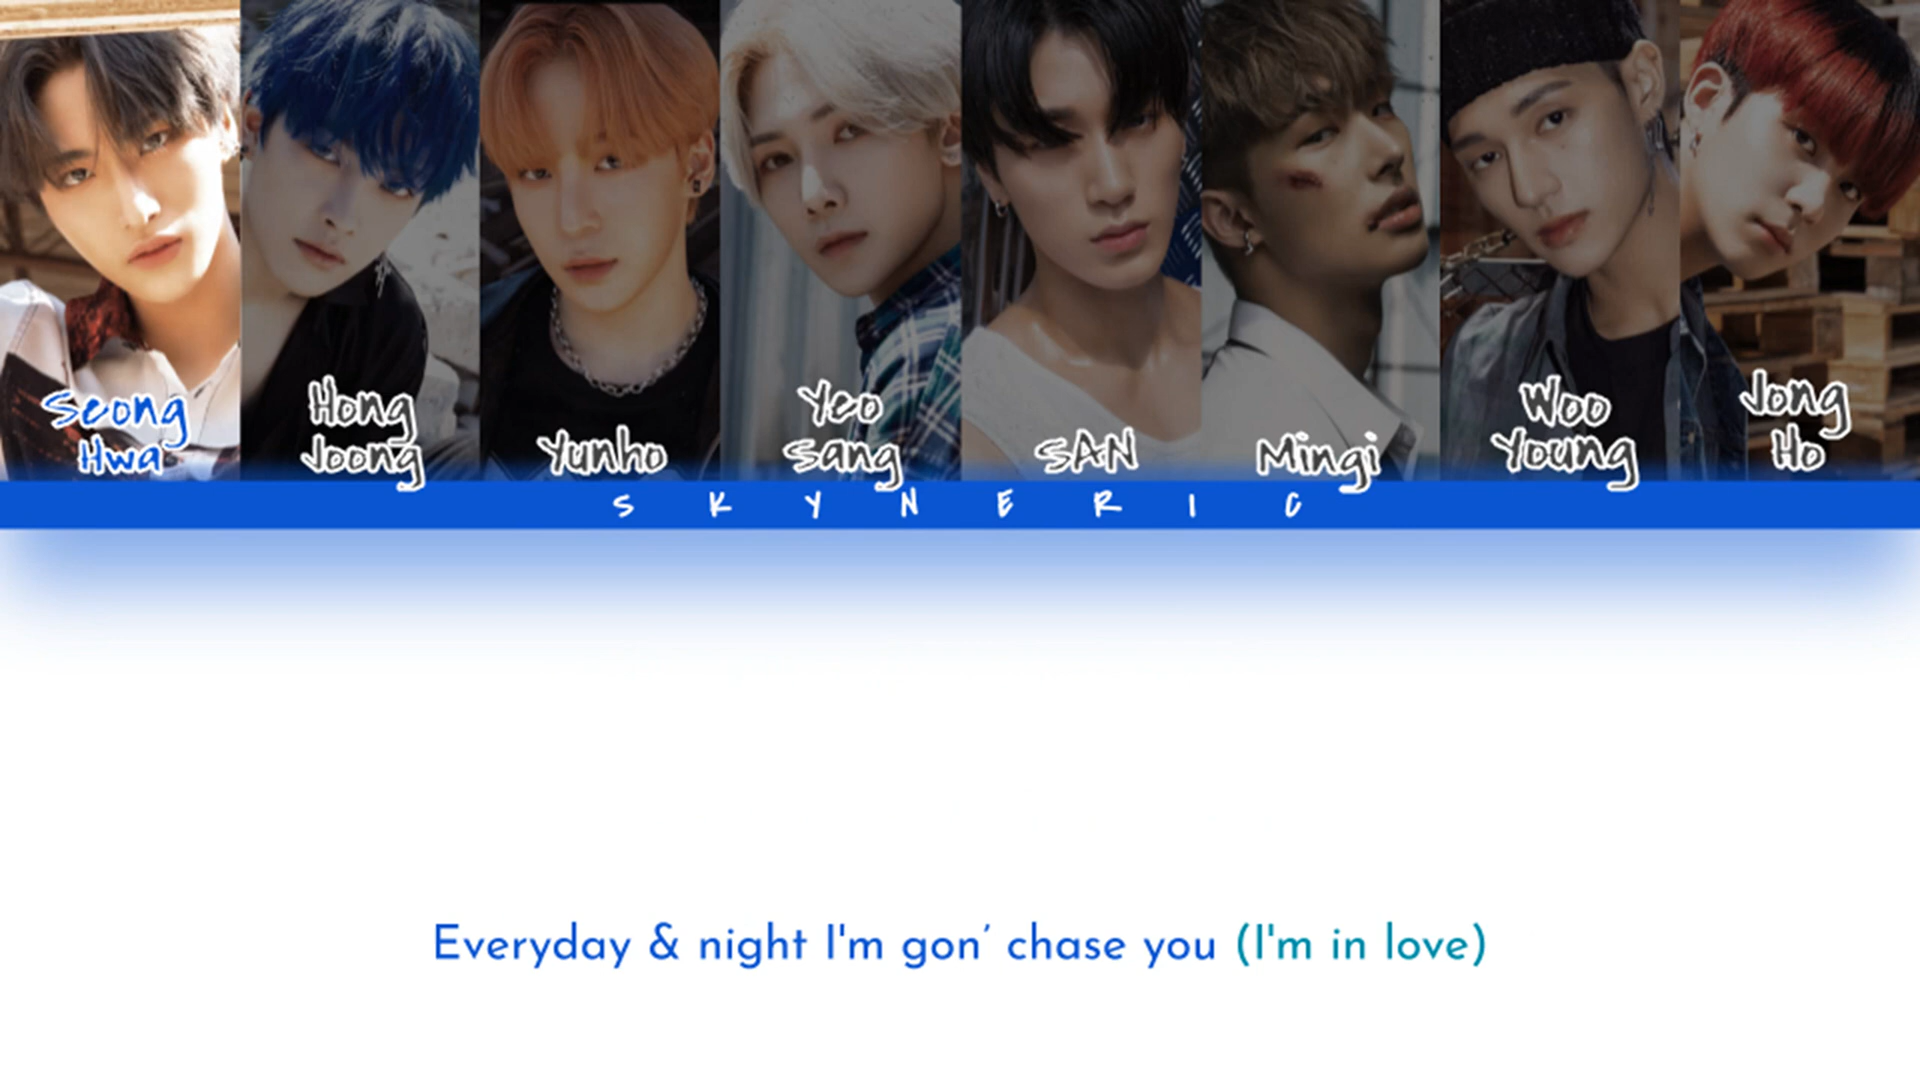 Seong
Hwa
Hong
Joong
Yunho
Yeo
Sang
SAN
Mingi
Woo
Young
Jong
Ho
S K Y N E R I C
Everyday & night I'm gon’ chase you (I'm in love)